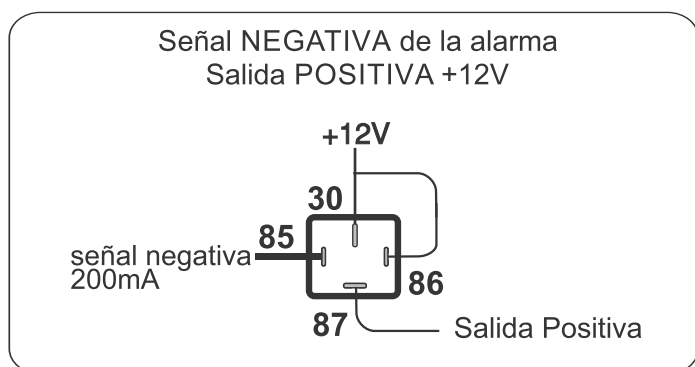 Señal NEGATIVA de la alarma
Salida POSITIVA +12V
+12V
30
85
señal negativa
200mA
86
87
Salida Positiva